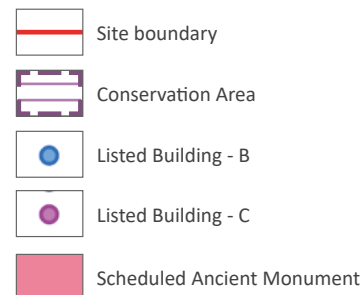 Site boundary
Conservation Area
Listed Building - B
Listed Building - C
Scheduled Ancient Monument